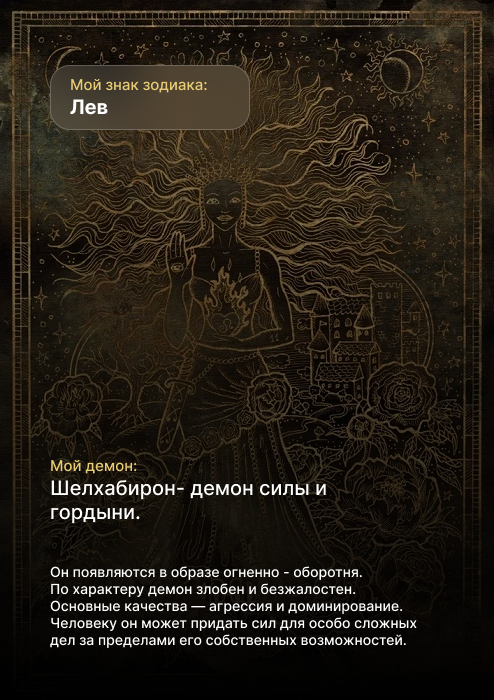 Мой знак зодиака:
Лев
Мой демон:
Шелхабирон- демон силы и
гордыни.
Он появляются в образе огненно - оборотня.
По характеру демон злобен и безжалостен.
Основные качества — агрессия и доминирование.
Человеку он может придать сил для особо сложных
дел за пределами его собственных возможностей.